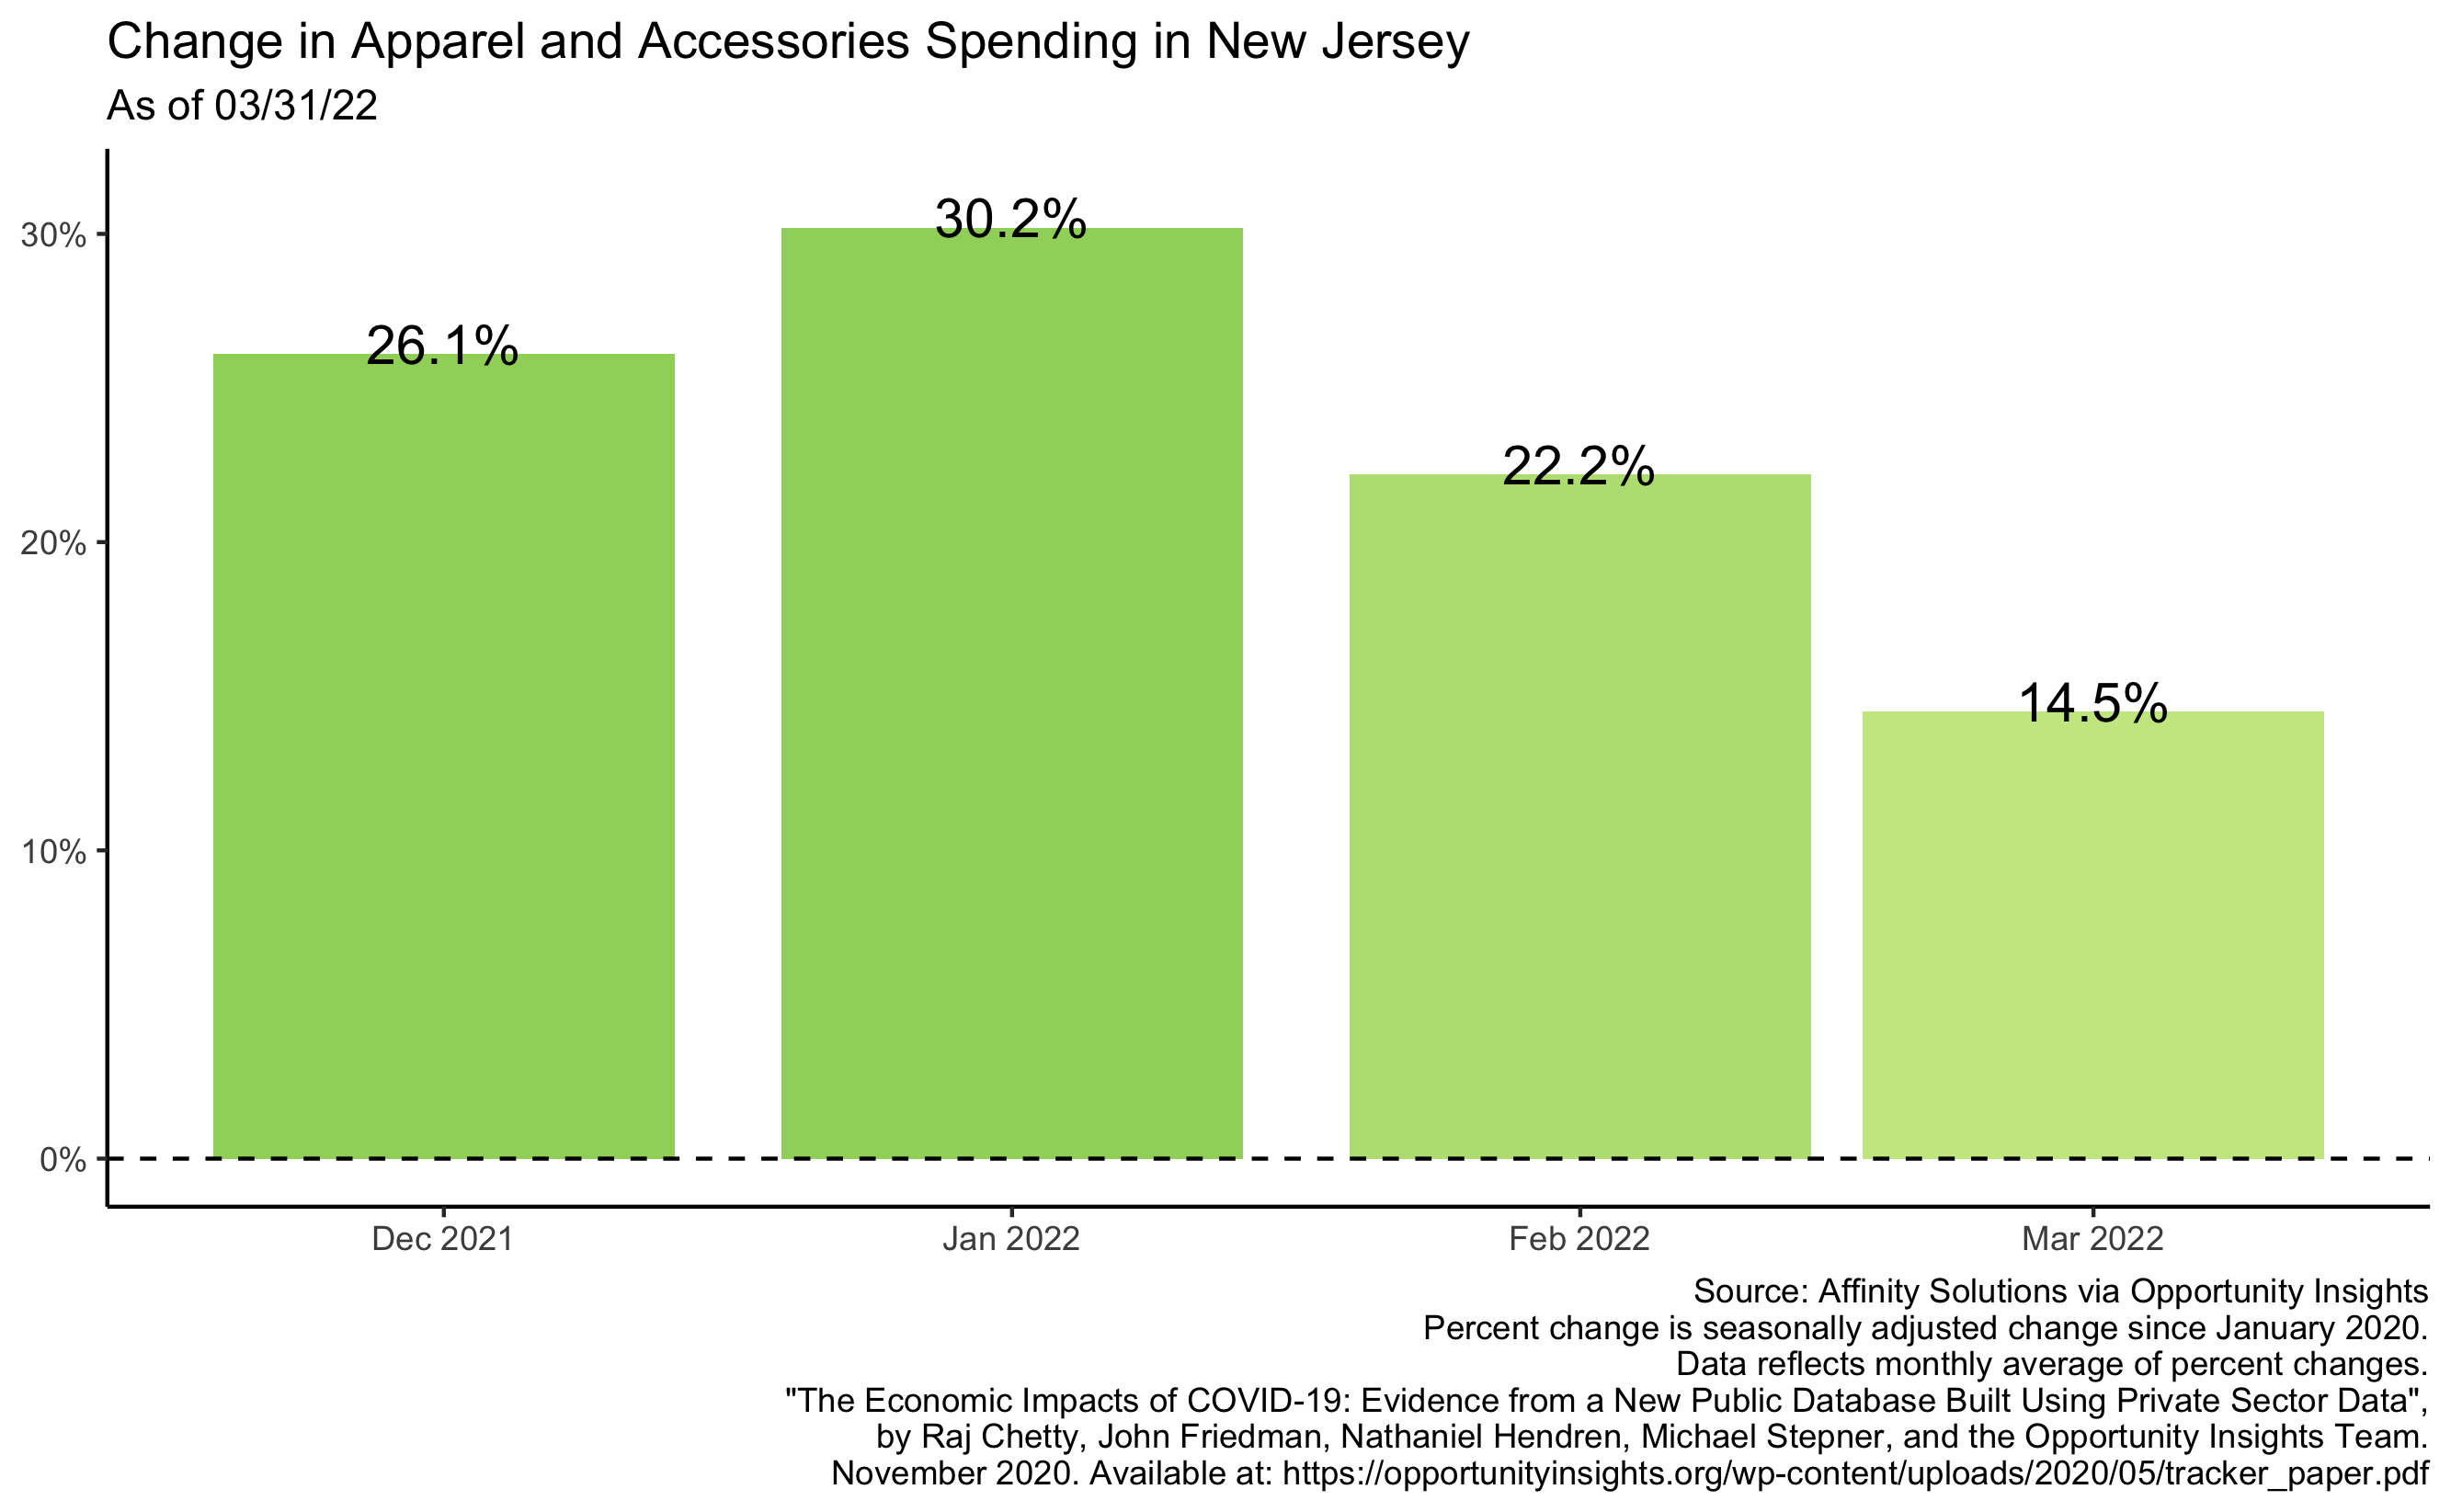 Change in Apparel and Accessories Spending in New Jersey
As of 03/31/22
30%
20%
10%
0%
26.1%
30.2%
22.2%
14.5%
Dec 2021
Jan 2022
Feb 2022
Mar 2022
Source: Affinity Solutions via Opportunity Insights
Percent change is seasonally adjusted change since January 2020.
Data reflects monthly average of percent changes.
"The Economic Impacts of COVID-19: Evidence from a New Public Database Built Using Private Sector Data",
by Raj Chetty, John Friedman, Nathaniel Hendren, Michael Stepner, and the Opportunity Insights Team.
November 2020. Available at: https://opportunityinsights.org/wp-content/uploads/2020/05/tracker_paper.pdf